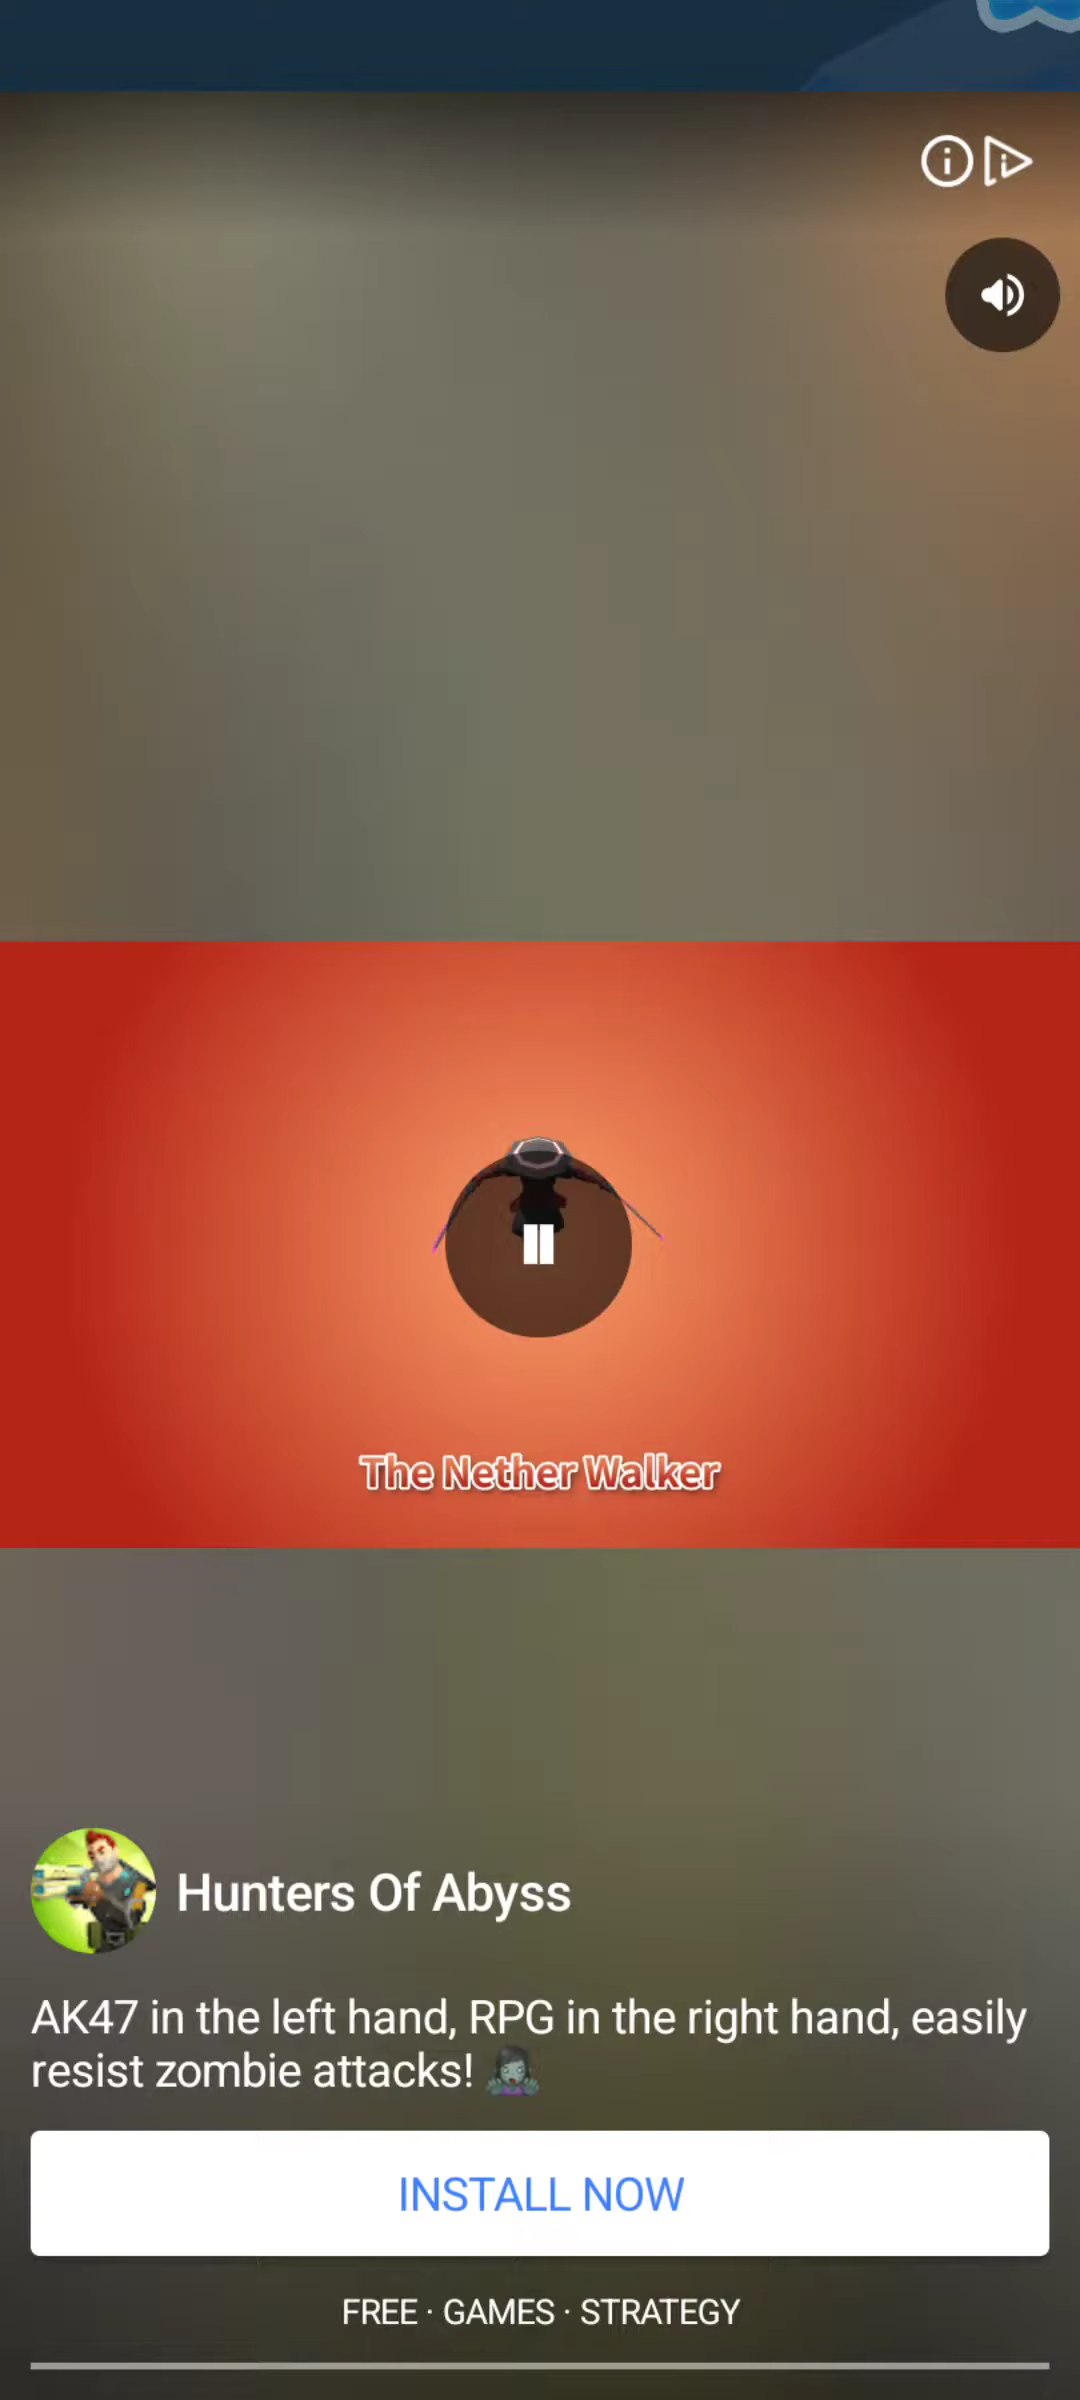 The Nether Walker
Hunters Of Abyss
AK47 in the left hand, RPG in the right hand, easily
resist zombie attacks! 🧟‍♀️
INSTALL NOW
FREE · GAMES · STRATEGY